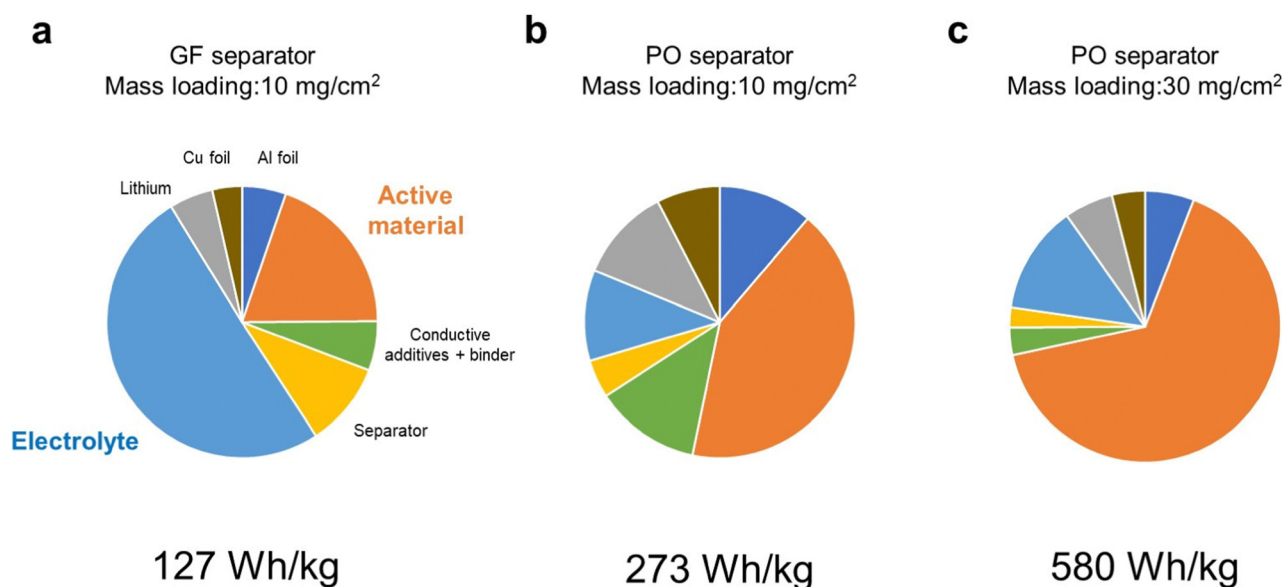 a
GF separator
Mass loading:10 mg/cm²
b
PO separator
Mass loading:10 mg/cm²
c
PO separator
Mass loading:30 mg/cm²
Cu foil
Al foil
Lithium
Active
material
Conductive
additives + binder
Separator
Electrolyte
127 Wh/kg
273 Wh/kg
580 Wh/kg